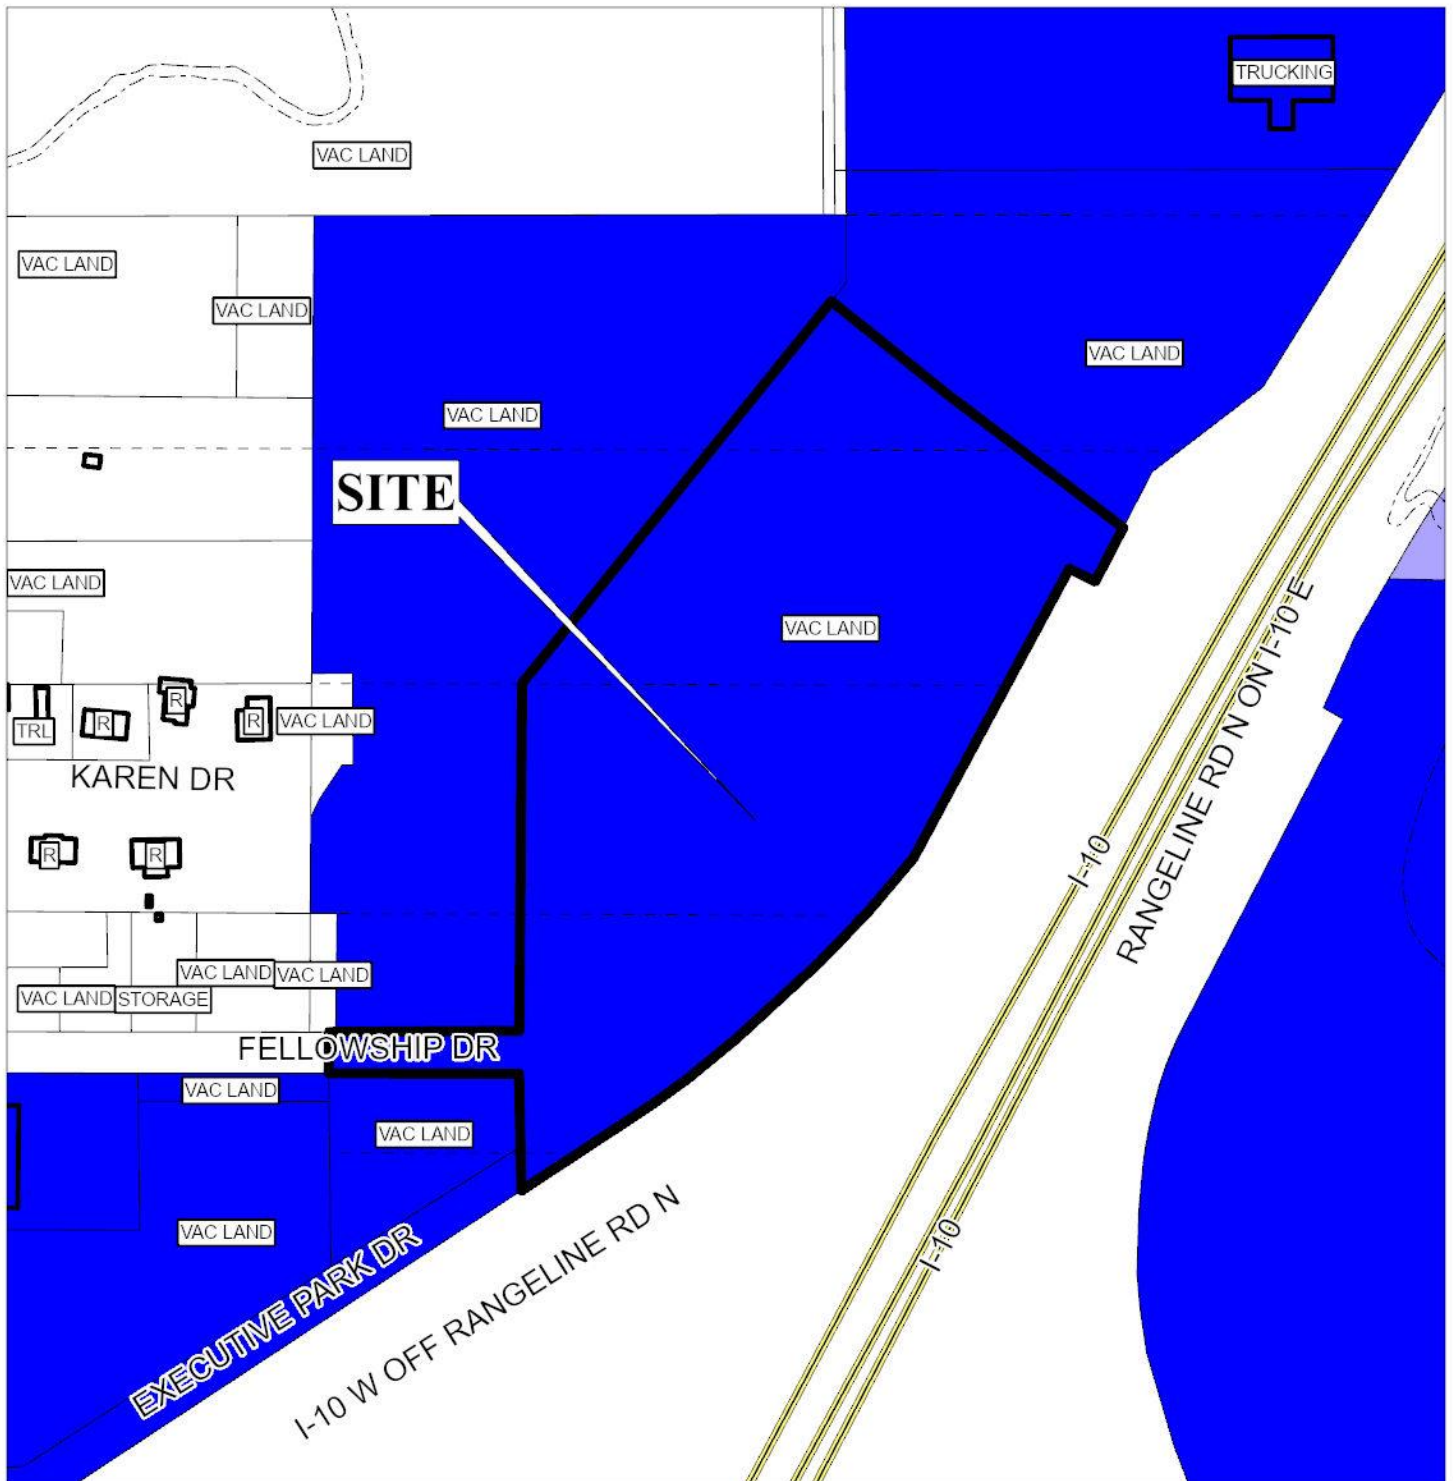 TRUCKING
VAC LAND
VAC LAND
VAC LAND
VAC LAND
VAC LAND
SITE
VAC LAND
VAC LAND
RANGELINE RD N ON I-10 E
R
R
R
VAC LAND
TRL
KAREN DR
I-10
R
R
VAC LAND
VAC LAND
VAC LAND
STORAGE
FELLOWSHIP DR
VAC LAND
VAC LAND
VAC LAND
I-10
EXECUTIVE PARK DR
I-10 W OFF RANGELINE RD N